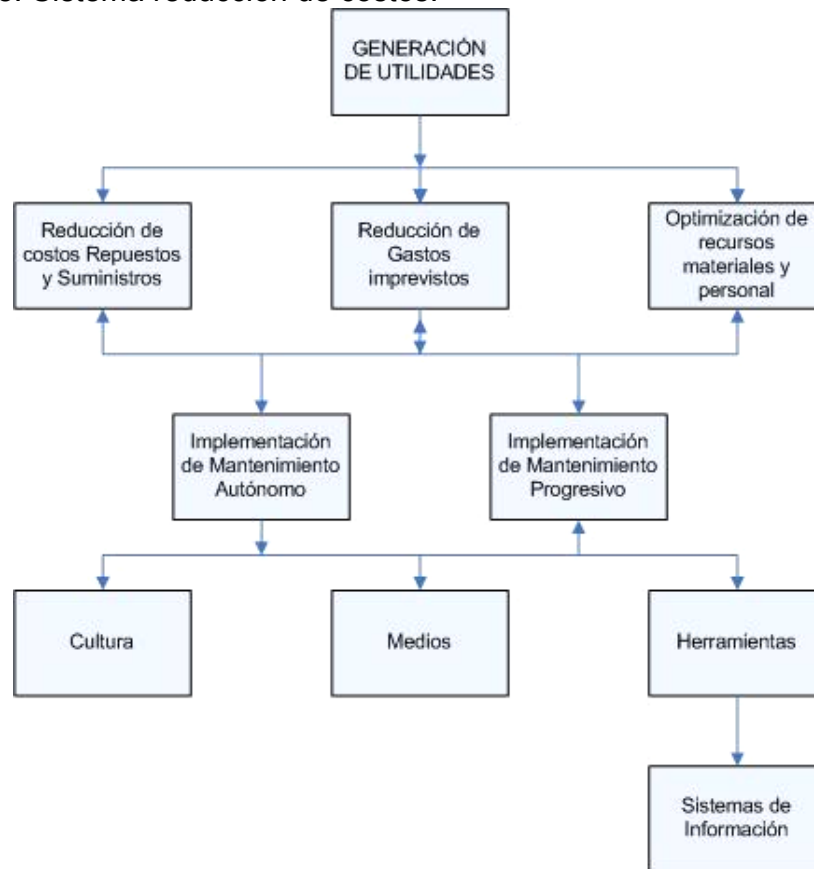 Sistema reducción de costos.
GENERACIÓN
DE UTILIDADES
Reducción de
costos Repuestos
y Suministros
Reducción de
Gastos
imprevistos
Optimización de
recursos
materiales y
personal
Implementación
de Mantenimiento
Autónomo
Implementación
de Mantenimiento
Progresivo
Cultura
Medios
Herramientas
Sistemas de
Información